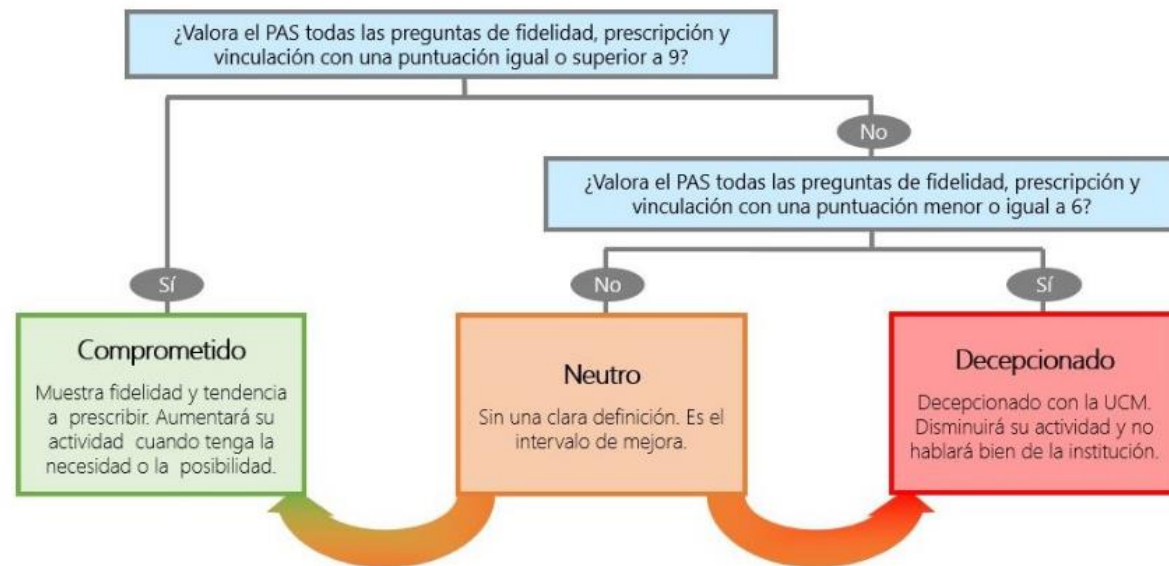 ¿Valora el PAS todas las preguntas de fidelidad, prescripción y
vinculación con una puntuación igual o superior a 9?
No
¿Valora el PAS todas las preguntas de fidelidad, prescripción y
vinculación con una puntuación menor o igual a 6?
Sí
No
Sí
Comprometido
Muestra fidelidad y tendencia
a prescribir. Aumentará su
actividad cuando tenga la
necesidad o la posibilidad.
Neutro
Sin una clara definición. Es el
intervalo de mejora.
Decepcionado
Decepcionado con la UCM.
Disminuirá su actividad y no
hablará bien de la institución.